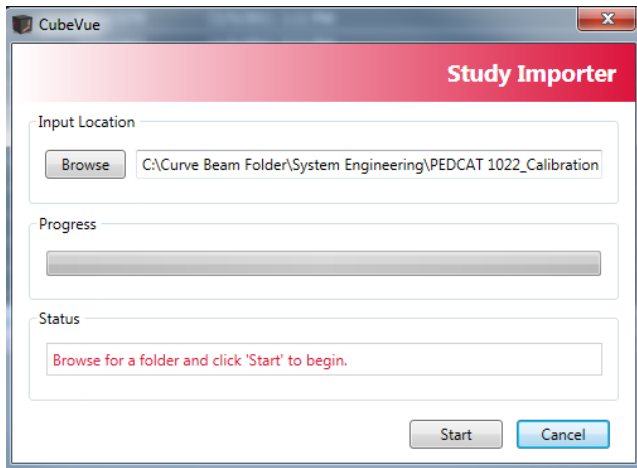 CubeVue
Study Importer
Input Location
Browse C:\Curve Beam Folder\System Engineering\PEDCAT 1022_Calibration
Progress
Status
Browse for a folder and click 'Start' to begin.
Start Cancel